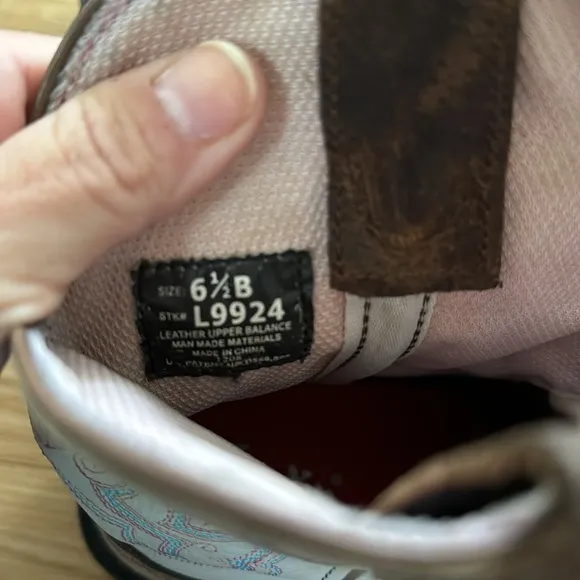 SIZE: 6½B
STK# L9924
LEATHER UPPER BALANCE
MAN MADE MATERIALS
MADE IN CHINA